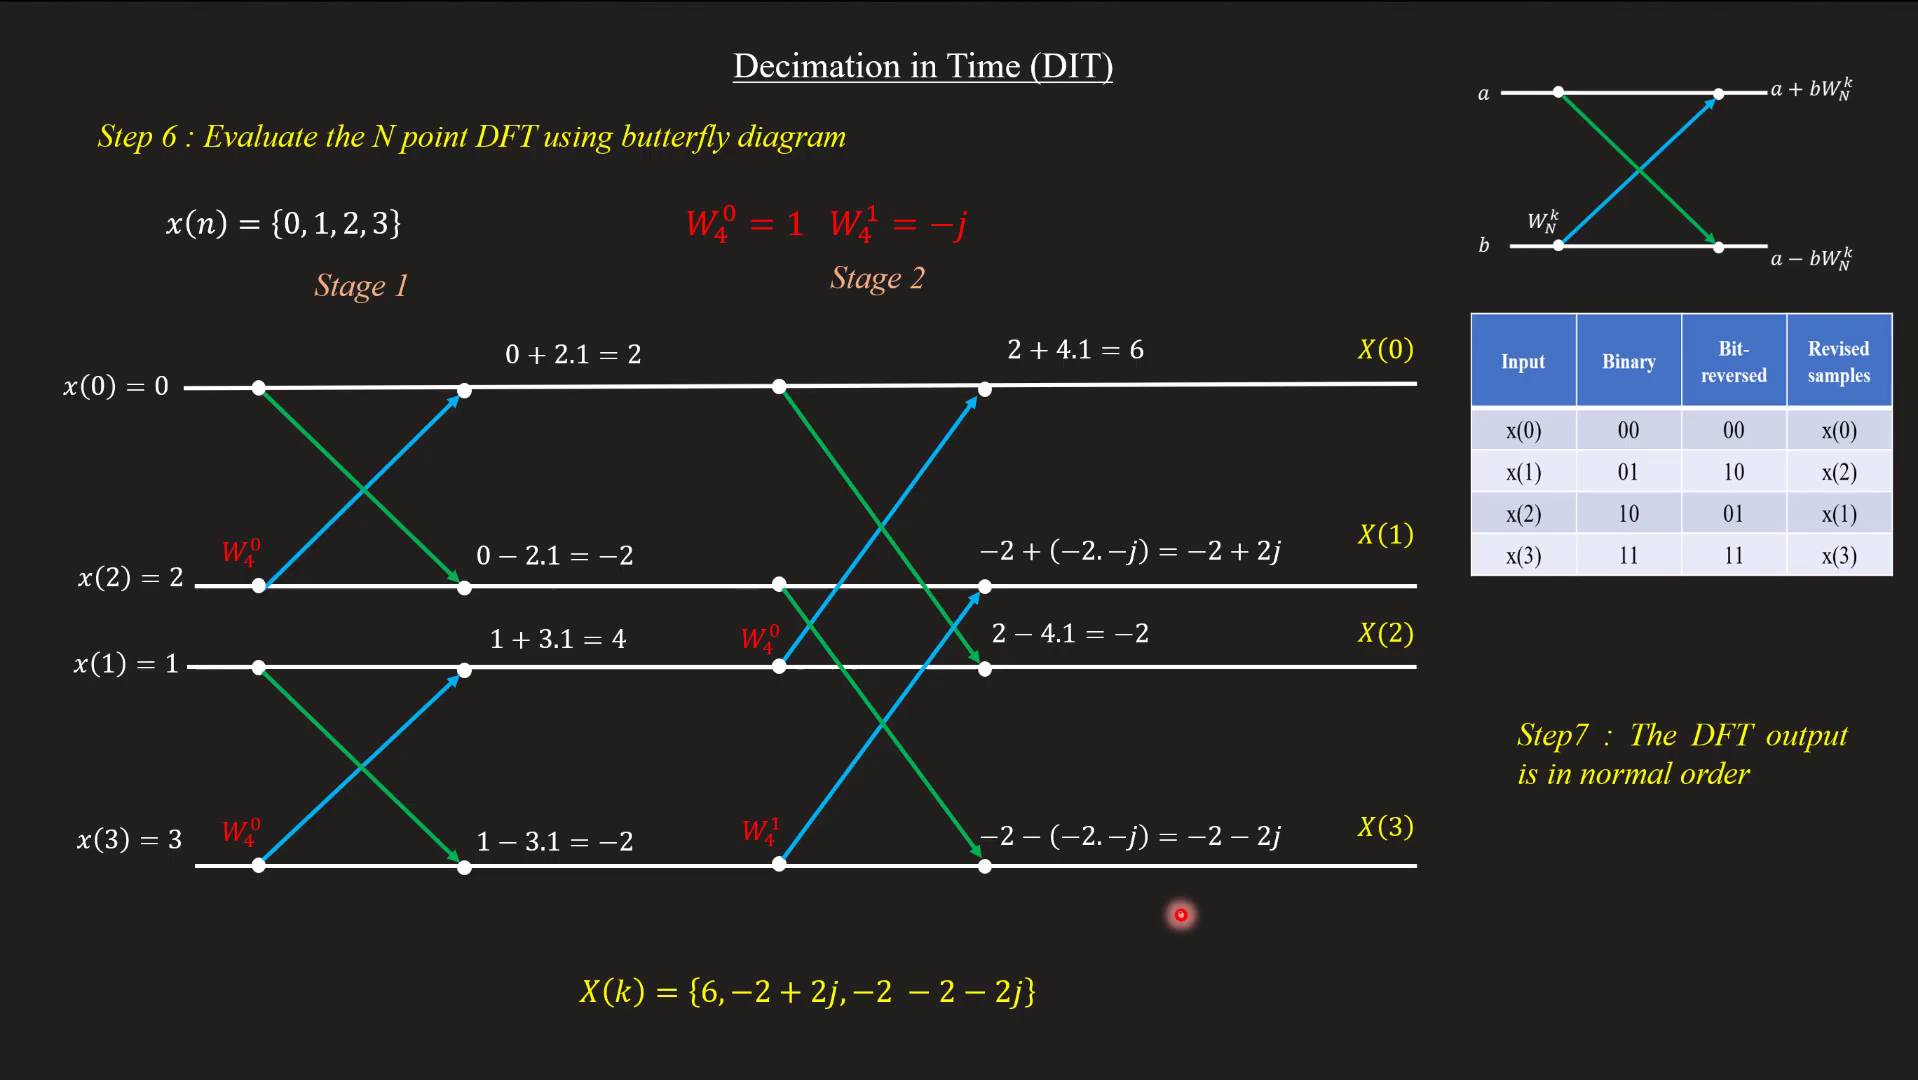 Decimation in Time (DIT)
Step 6 : Evaluate the N point DFT using butterfly diagram
x(n) = {0, 1, 2, 3}
W₄⁰ = 1 W₄¹ = −j
Stage 1
Stage 2
a
a + bW_N^k
W_N^k
b
a − bW_N^k
x(0) = 0
0 + 2.1 = 2
2 + 4.1 = 6
X(0)
W₄⁰
x(2) = 2
0 − 2.1 = −2
−2 + (−2. −j) = −2 + 2j
X(1)
x(1) = 1
1 + 3.1 = 4
W₄⁰
2 − 4.1 = −2
X(2)
x(3) = 3
W₄⁰
1 − 3.1 = −2
W₄¹
−2 − (−2. −j) = −2 − 2j
X(3)
Input Binary Bit-reversed Revised samples
x(0) 00 00 x(0)
x(1) 01 10 x(2)
x(2) 10 01 x(1)
x(3) 11 11 x(3)
Step7 : The DFT output
is in normal order
X(k) = {6, −2 + 2j, −2 − 2 − 2j}